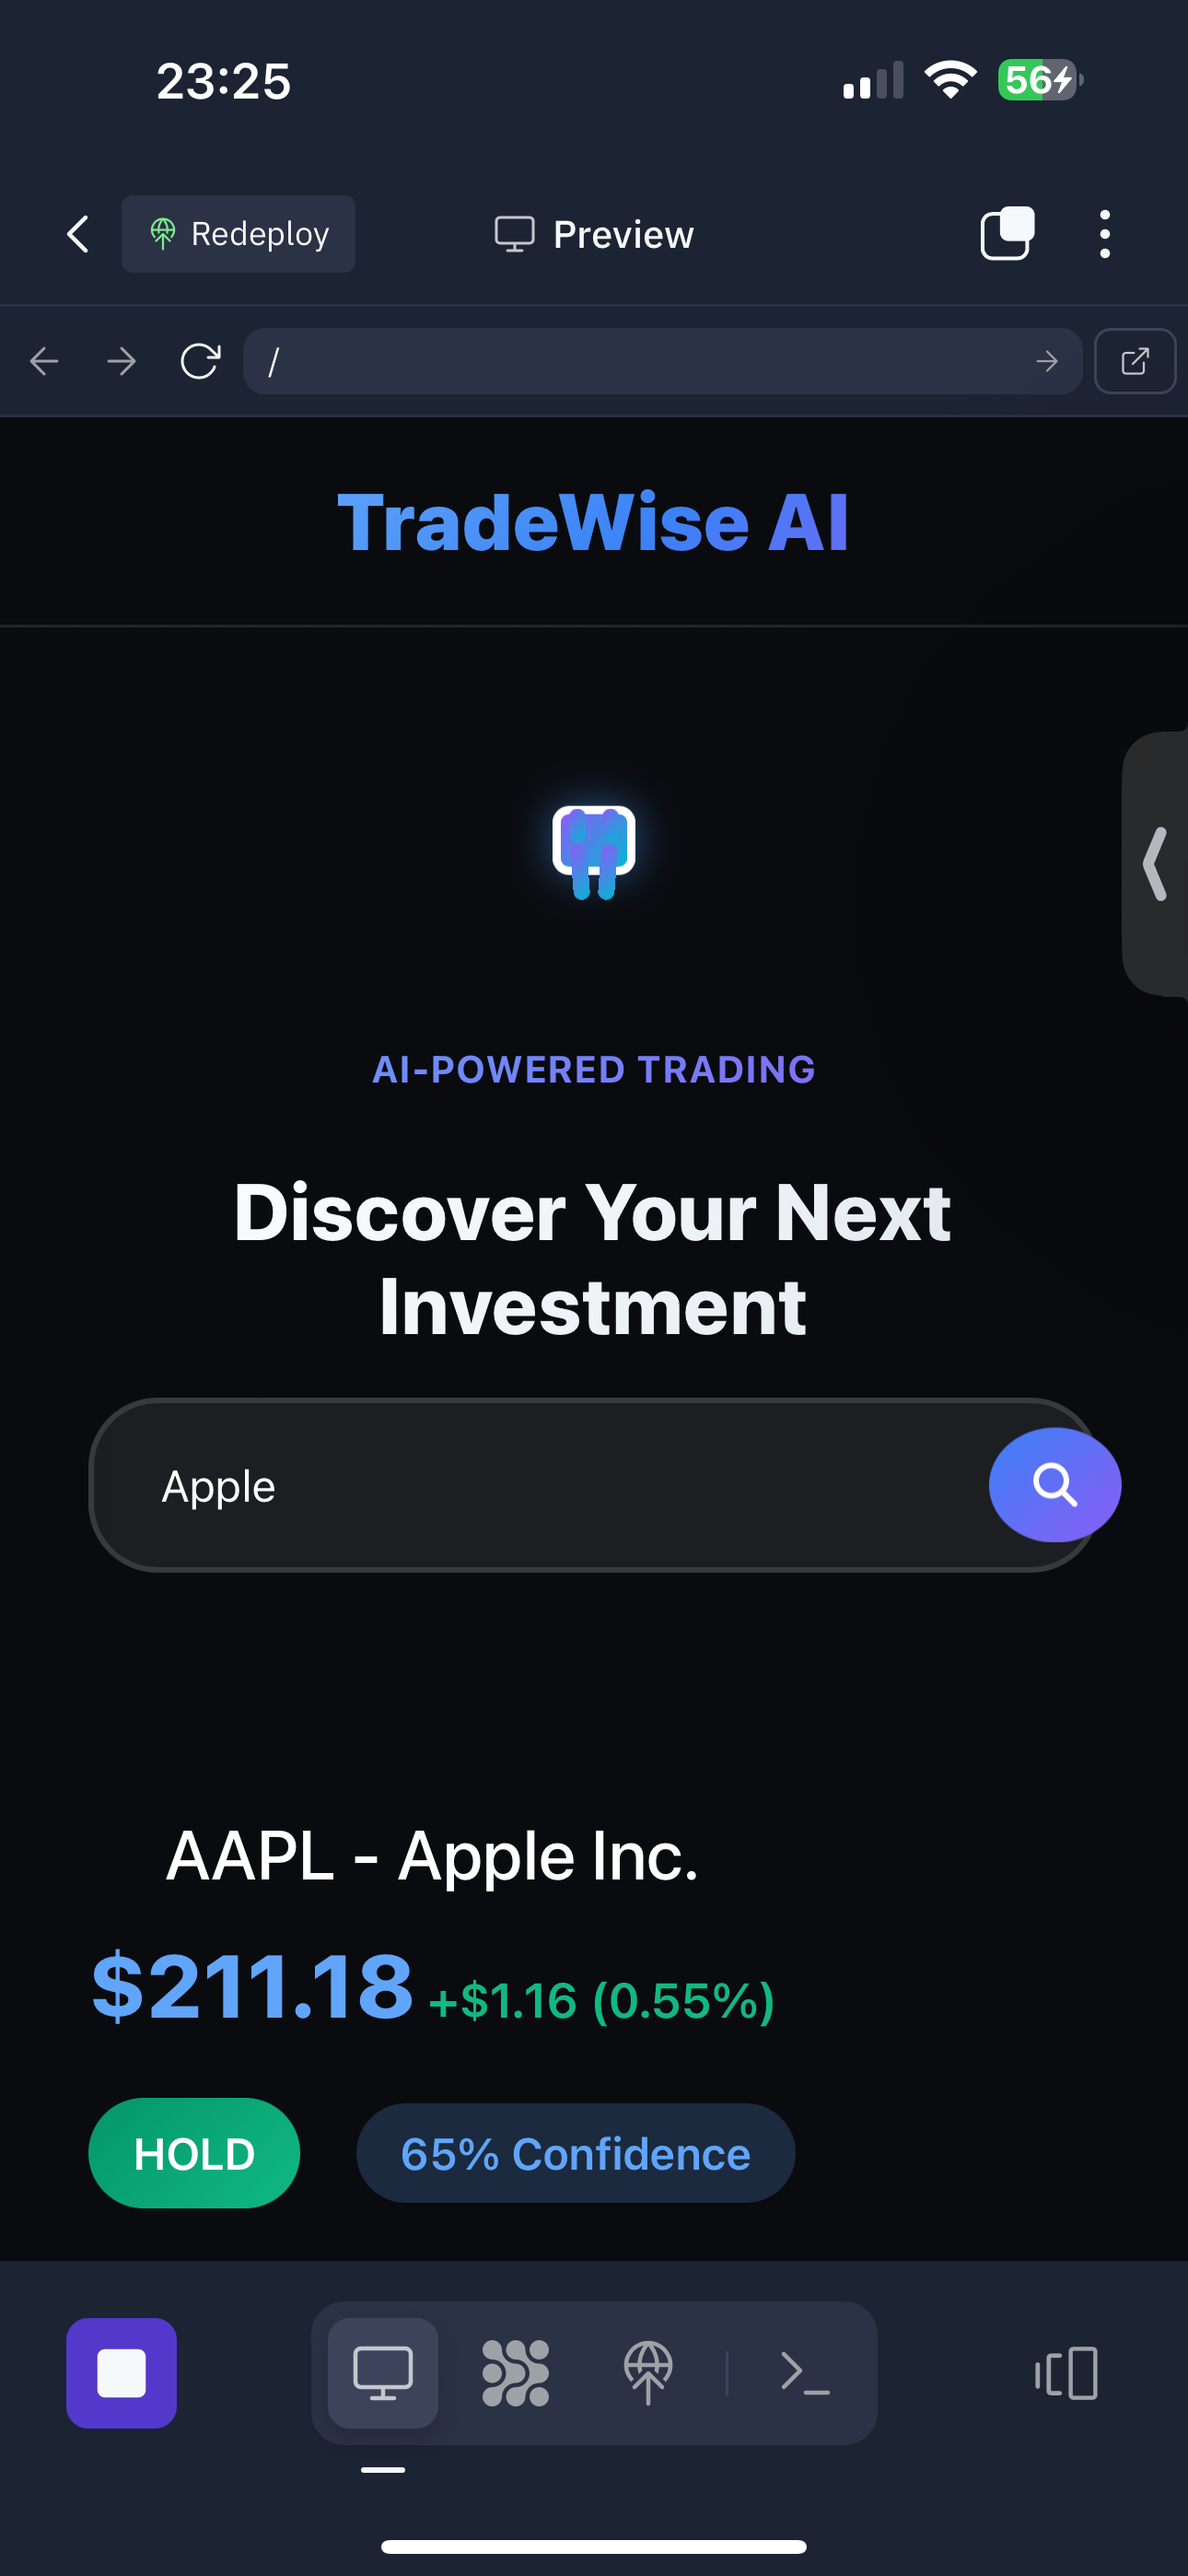 23:25
56
Redeploy
Preview
/
TradeWise AI
AI-POWERED TRADING
Discover Your Next
Investment
Apple
AAPL - Apple Inc.
$211.18 +$1.16 (0.55%)
HOLD
65% Confidence